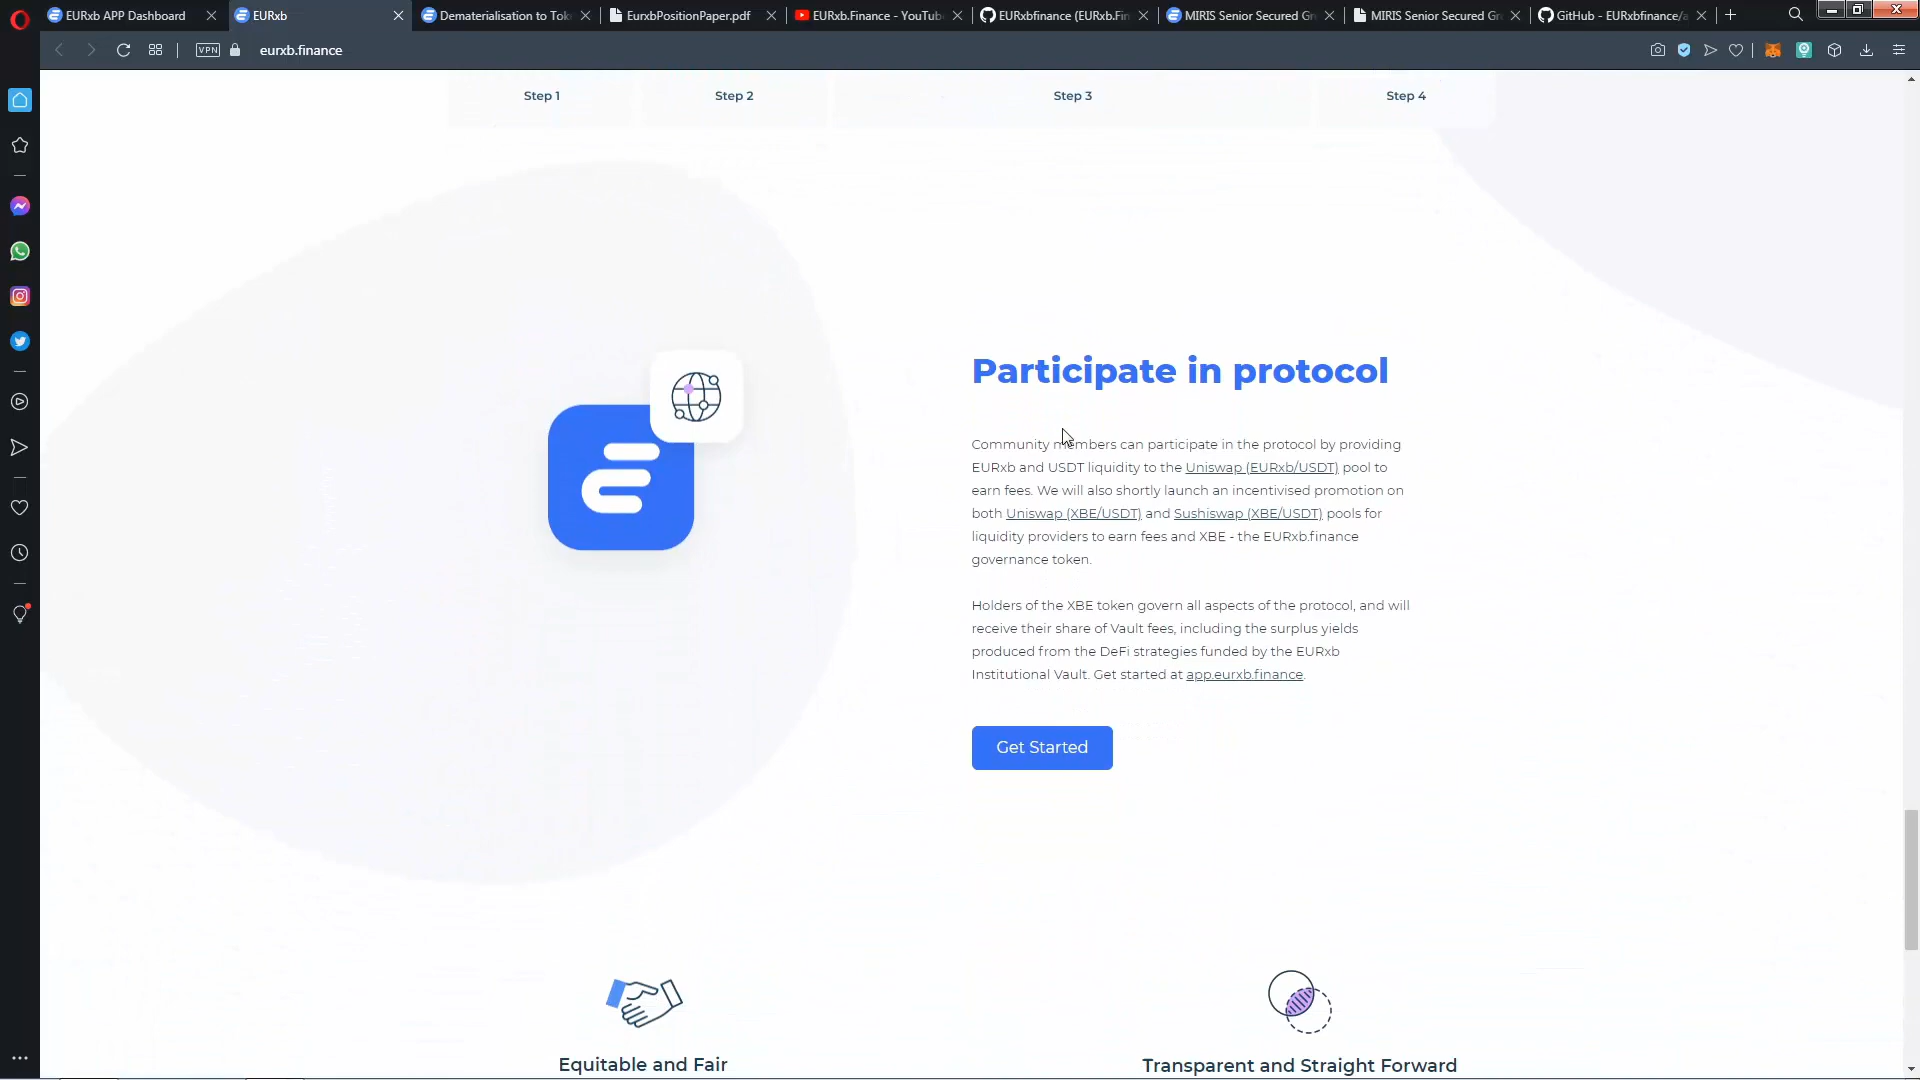 EURxb APP Dashboard
EURxb
Dematerialisation to Tok
EurxbPositionPaper.pdf
EURxb.Finance - YouTub
EURxbfinance (EURxb.Fin
MIRIS Senior Secured Gr
MIRIS Senior Secured Gr
GitHub - EURxbfinance/a
VPN
eurxb.finance
Step 1
Step 2
Step 3
Step 4
Participate in protocol
Community members can participate in the protocol by providing
EURxb and USDT liquidity to the Uniswap (EURxb/USDT) pool to
earn fees. We will also shortly launch an incentivised promotion on
both Uniswap (XBE/USDT) and Sushiswap (XBE/USDT) pools for
liquidity providers to earn fees and XBE - the EURxb.finance
governance token.
Holders of the XBE token govern all aspects of the protocol, and will
receive their share of Vault fees, including the surplus yields
produced from the DeFi strategies funded by the EURxb
Institutional Vault. Get started at app.eurxb.finance.
Get Started
Equitable and Fair
Transparent and Straight Forward